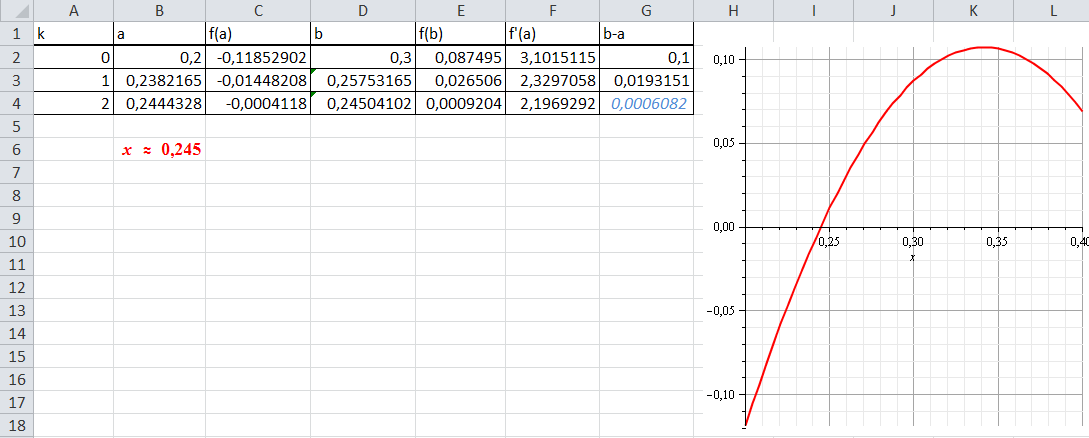 A B C D E F G H I J K L
1 k a f(a) b f(b) f'(a) b-a
2 0 0,2 -0,11852902 0,3 0,087495 3,1015115 0,1
3 1 0,2382165 -0,01448208 0,25753165 0,026506 2,3297058 0,0193151
4 2 0,2444328 -0,0004118 0,24504102 0,0009204 2,1969292 0,0006082
5
6 x ≈ 0,245
7
8
9
10
11
12
13
14
15
16
17
18
0,10
0,05
0,00
-0,05
-0,10
0,25 0,30 0,35 0,40
x